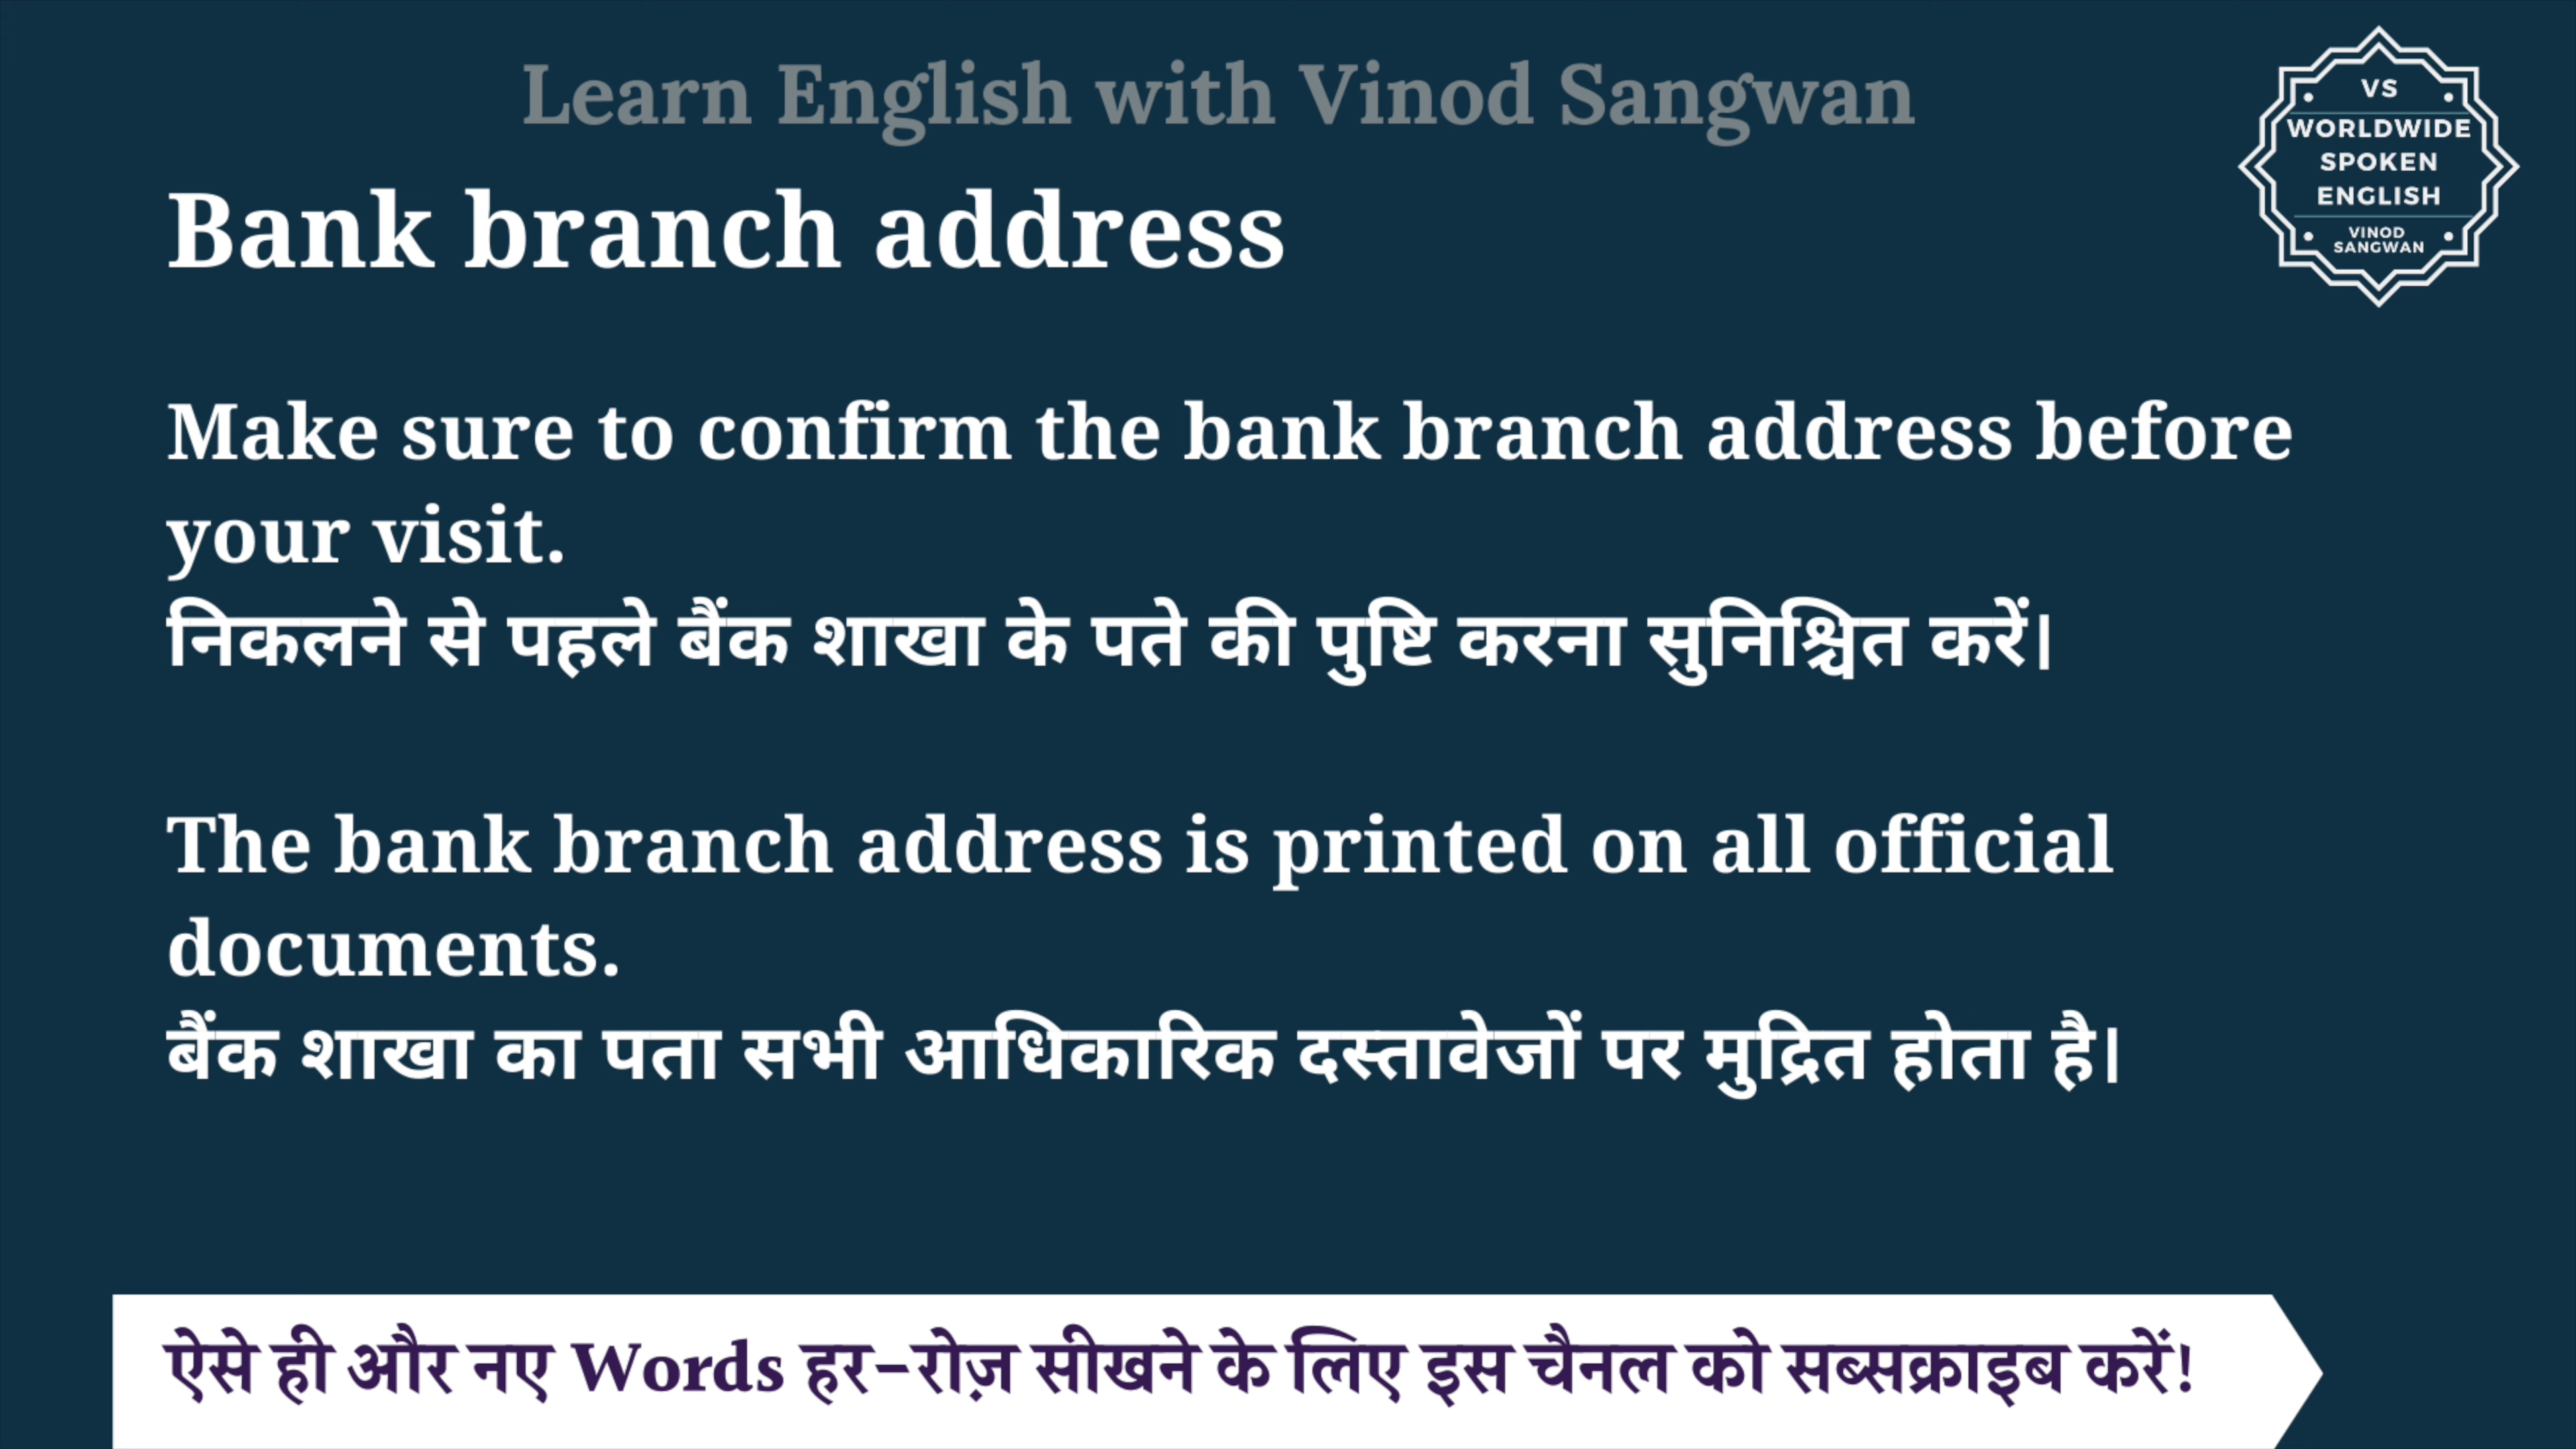 Learn English with Vinod Sangwan
VS
WORLDWIDE
SPOKEN
ENGLISH
VINOD
SANGWAN
Bank branch address
Make sure to confirm the bank branch address before
your visit.
निकलने से पहले बैंक शाखा के पते की पुष्टि करना सुनिश्चित करें।
The bank branch address is printed on all official
documents.
बैंक शाखा का पता सभी आधिकारिक दस्तावेजों पर मुद्रित होता है।
ऐसे ही और नए Words हर-रोज़ सीखने के लिए इस चैनल को सब्सक्राइब करें!